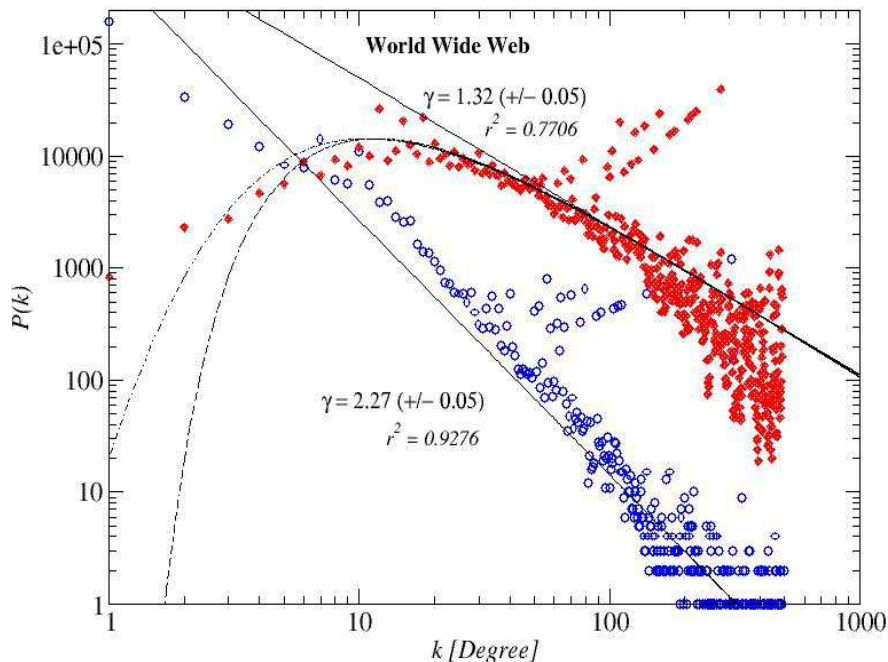 World Wide Web
γ = 1.32 (+/− 0.05)
r² = 0.7706
γ = 2.27 (+/− 0.05)
r² = 0.9276
P(k)
1e+05
10000
1000
100
10
1
1 10 100 1000
k [Degree]